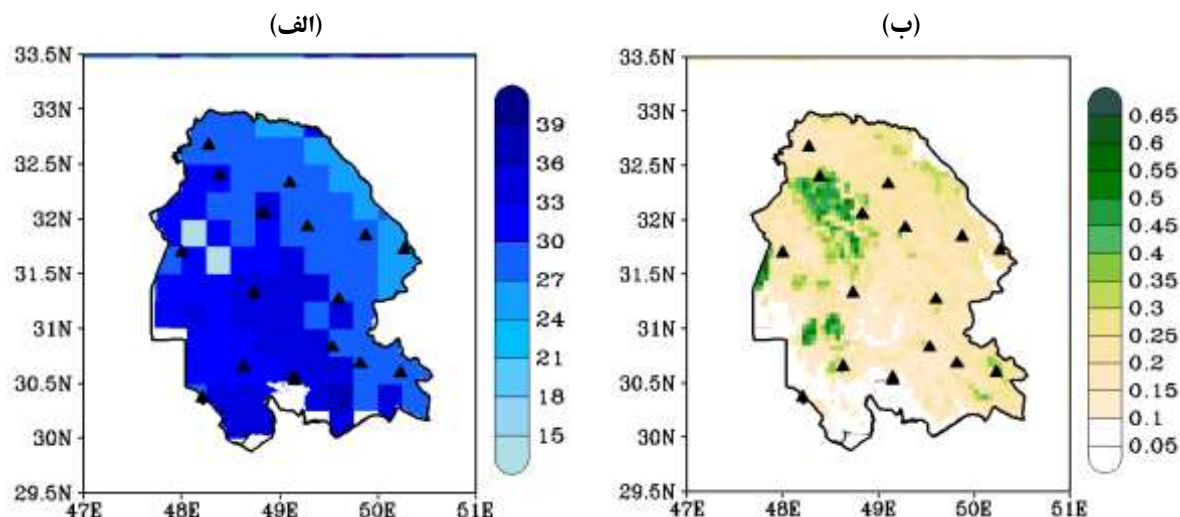 (الف)
(ب)
33.5N
33N
32.5N
32N
31.5N
31N
30.5N
30N
29.5N
47E
48E
49E
50E
51E
39
36
33
30
27
24
21
18
15
33.5N
33N
32.5N
32N
31.5N
31N
30.5N
30N
29.5N
47E
48E
49E
50E
51E
0.65
0.6
0.55
0.5
0.45
0.4
0.35
0.3
0.25
0.2
0.15
0.1
0.05